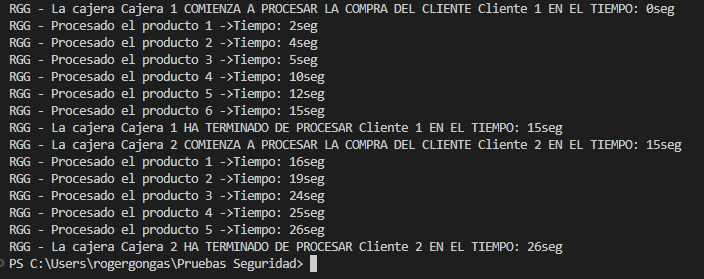 RGG - La cajera Cajera 1 COMIENZA A PROCESAR LA COMPRA DEL CLIENTE Cliente 1 EN EL TIEMPO: 0seg
RGG - Procesado el producto 1 ->Tiempo: 2seg
RGG - Procesado el producto 2 ->Tiempo: 4seg
RGG - Procesado el producto 3 ->Tiempo: 5seg
RGG - Procesado el producto 4 ->Tiempo: 10seg
RGG - Procesado el producto 5 ->Tiempo: 12seg
RGG - Procesado el producto 6 ->Tiempo: 15seg
RGG - La cajera Cajera 1 HA TERMINADO DE PROCESAR Cliente 1 EN EL TIEMPO: 15seg
RGG - La cajera Cajera 2 COMIENZA A PROCESAR LA COMPRA DEL CLIENTE Cliente 2 EN EL TIEMPO: 15seg
RGG - Procesado el producto 1 ->Tiempo: 16seg
RGG - Procesado el producto 2 ->Tiempo: 19seg
RGG - Procesado el producto 3 ->Tiempo: 24seg
RGG - Procesado el producto 4 ->Tiempo: 25seg
RGG - Procesado el producto 5 ->Tiempo: 26seg
RGG - La cajera Cajera 2 HA TERMINADO DE PROCESAR Cliente 2 EN EL TIEMPO: 26seg
PS C:\Users\rogergongas\Pruebas Seguridad>